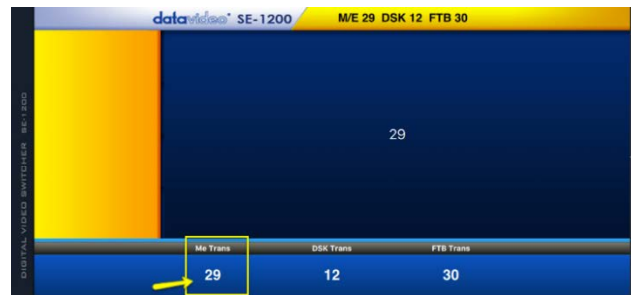 datavideo® SE-1200 M/E 29 DSK 12 FTB 30
DIGITAL VIDEO SWITCHER SE-1200
29
Me Trans DSK Trans FTB Trans
29 12 30